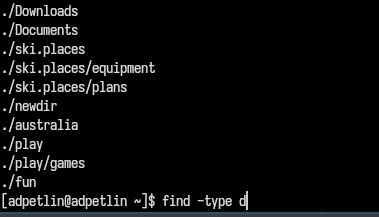 ./Downloads
./Documents
./ski.places
./ski.places/equipment
./ski.places/plans
./newdir
./australia
./play
./play/games
./fun
[adpetlin@adpetlin ~]$ find -type d